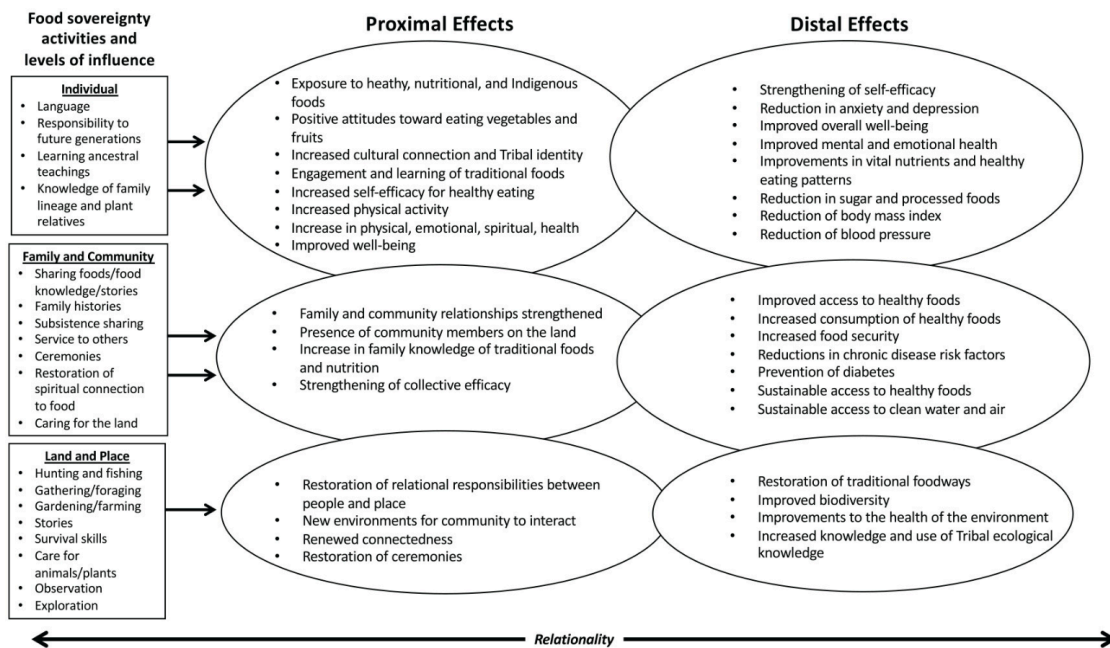 Food sovereignty
activities and
levels of influence
Proximal Effects
Distal Effects
Individual
• Language
• Responsibility to
future generations
• Learning ancestral
teachings
• Knowledge of family
lineage and plant
relatives
• Exposure to heathy, nutritional, and Indigenous
foods
• Positive attitudes toward eating vegetables and
fruits
• Increased cultural connection and Tribal identity
• Engagement and learning of traditional foods
• Increased self-efficacy for healthy eating
• Increased physical activity
• Increase in physical, emotional, spiritual, health
• Improved well-being
• Strengthening of self-efficacy
• Reduction in anxiety and depression
• Improved overall well-being
• Improved mental and emotional health
• Improvements in vital nutrients and healthy
eating patterns
• Reduction in sugar and processed foods
• Reduction of body mass index
• Reduction of blood pressure
Family and Community
• Sharing foods/food
knowledge/stories
• Family histories
• Subsistence sharing
• Service to others
• Ceremonies
• Restoration of
spiritual connection
to food
• Caring for the land
• Family and community relationships strengthened
• Presence of community members on the land
• Increase in family knowledge of traditional foods
and nutrition
• Strengthening of collective efficacy
• Improved access to healthy foods
• Increased consumption of healthy foods
• Increased food security
• Reductions in chronic disease risk factors
• Prevention of diabetes
• Sustainable access to healthy foods
• Sustainable access to clean water and air
Land and Place
• Hunting and fishing
• Gathering/foraging
• Gardening/farming
• Stories
• Survival skills
• Care for
animals/plants
• Observation
• Exploration
• Restoration of relational responsibilities between
people and place
• New environments for community to interact
• Renewed connectedness
• Restoration of ceremonies
• Restoration of traditional foodways
• Improved biodiversity
• Improvements to the health of the environment
• Increased knowledge and use of Tribal ecological
knowledge
Relationality